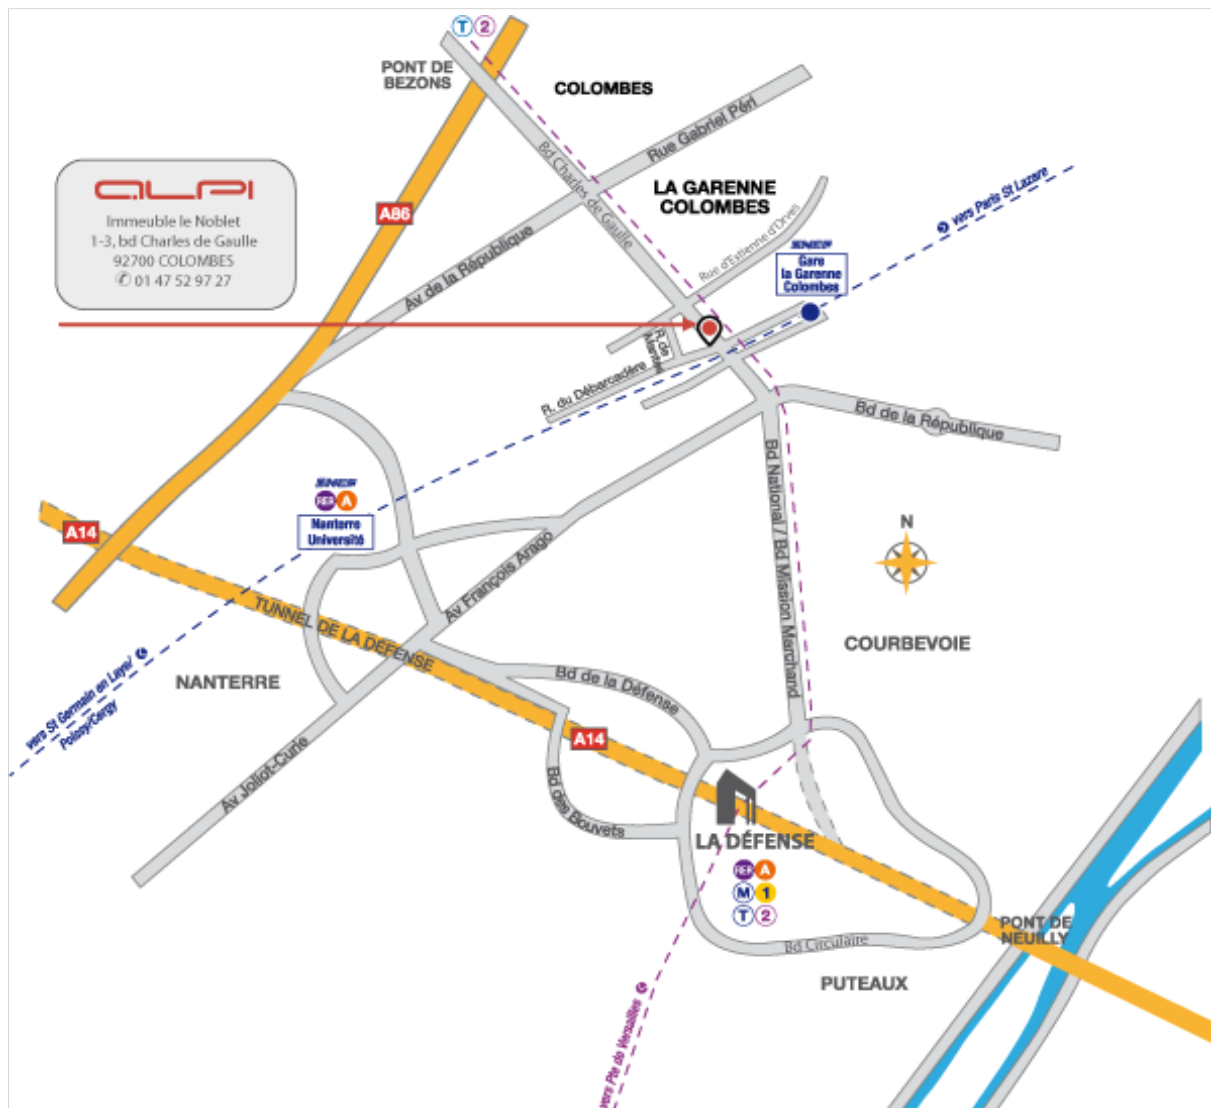 T 2
PONT DE
BEZONS
COLOMBES
Rue Gabriel Péri
Bd Charles de Gaulle
LA GARENNE
COLOMBES
vers Paris St Lazare
ALPI
Immeuble le Noblet
1-3, bd Charles de Gaulle
92700 COLOMBES
✆ 01 47 52 97 27
A86
Av de la République
Rue d'Estienne d'Orves
SNCF
Gare
la Garenne
Colombes
R. de
Mantes
R. du Débarcadère
Bd de la République
SNCF
RER A
Nanterre
Université
A14
Bd National / Bd Mission Marchand
N
Av François Arago
TUNNEL DE LA DÉFENSE
COURBEVOIE
NANTERRE
vers St Germain en Laye/
Poissy/Cergy
Bd de la Défense
A14
Av Joliot-Curie
Bd des Bouvets
LA DÉFENSE
RER A
M 1
T 2
Bd Circulaire
PONT DE
NEUILLY
PUTEAUX
vers Pte de Versailles